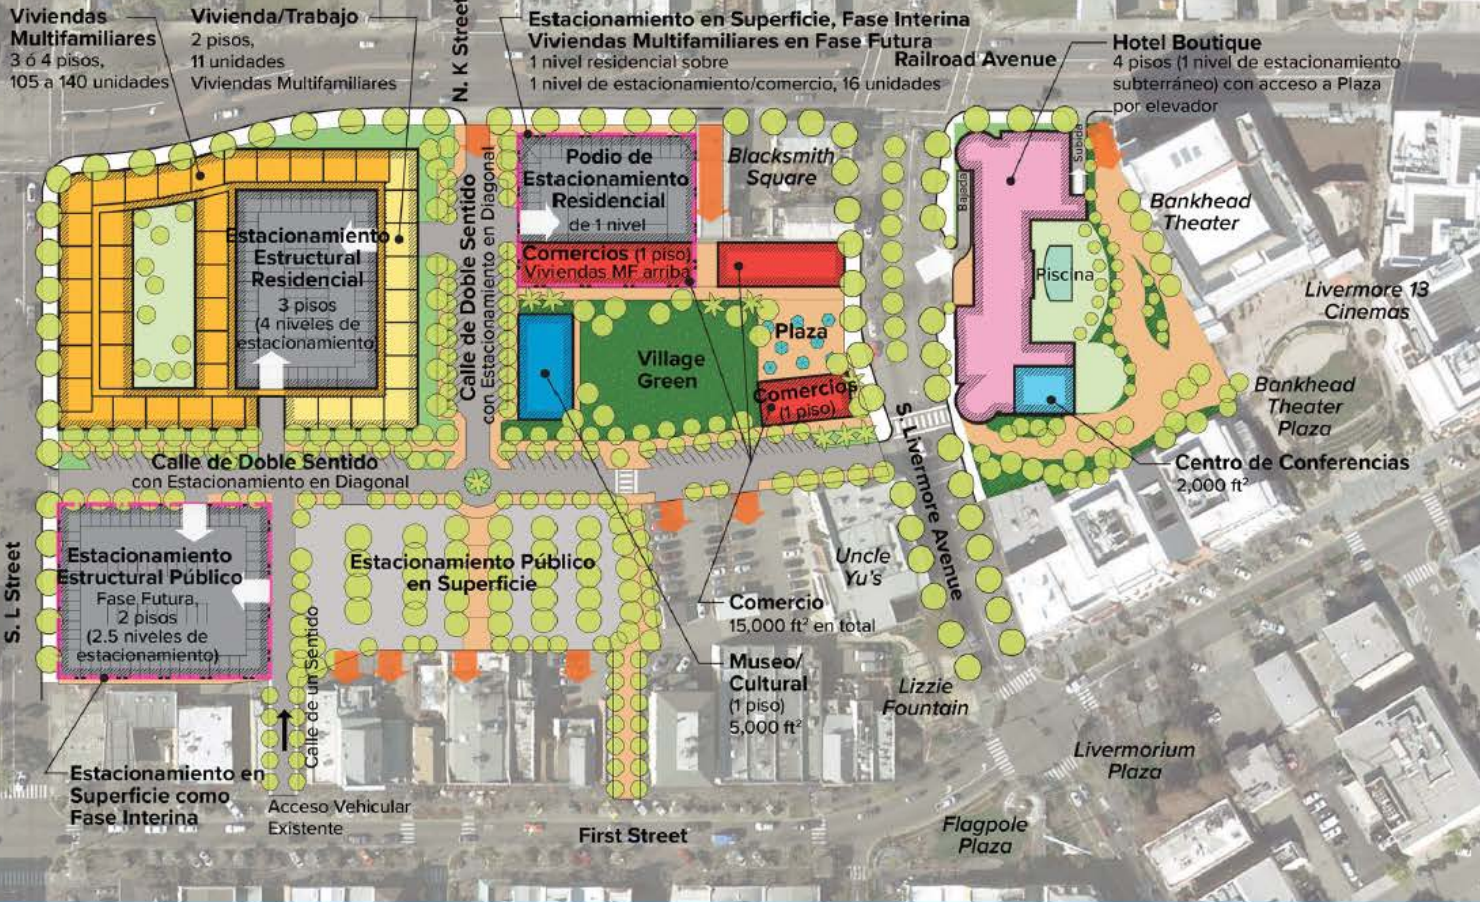 Viviendas
Multifamiliares
3 ó 4 pisos,
105 a 140 unidades
Vivienda/Trabajo
2 pisos,
11 unidades
Viviendas Multifamiliares
N. K Street
Estacionamiento en Superficie, Fase Interina
Viviendas Multifamiliares en Fase Futura
1 nivel residencial sobre
1 nivel de estacionamiento/comercio, 16 unidades
Railroad Avenue
Hotel Boutique
4 pisos (1 nivel de estacionamiento
subterráneo) con acceso a Plaza
por elevador
Podio de
Estacionamiento
Residencial
de 1 nivel
Blacksmith
Square
Subida
Bajada
Bankhead
Theater
Estacionamiento
Estructural
Residencial
3 pisos
(4 niveles de
estacionamiento)
Calle de Doble Sentido
con Estacionamiento en Diagonal
Comercios (1 piso)
Viviendas MF arriba
Piscina
Livermore 13
Cinemas
Plaza
Village
Green
Comercios
(1 piso)
Bankhead
Theater
Plaza
S. Livermore Avenue
Calle de Doble Sentido
con Estacionamiento en Diagonal
Centro de Conferencias
2,000 ft²
S. L Street
Estacionamiento
Estructural Público
Fase Futura,
2 pisos
(2.5 niveles de
estacionamiento)
Estacionamiento Público
en Superficie
Uncle
Yu's
Comercio
15,000 ft² en total
Calle de un Sentido
Museo/
Cultural
(1 piso)
5,000 ft²
Lizzie
Fountain
Livermorium
Plaza
Estacionamiento en
Superficie como
Fase Interina
Acceso Vehicular
Existente
First Street
Flagpole
Plaza